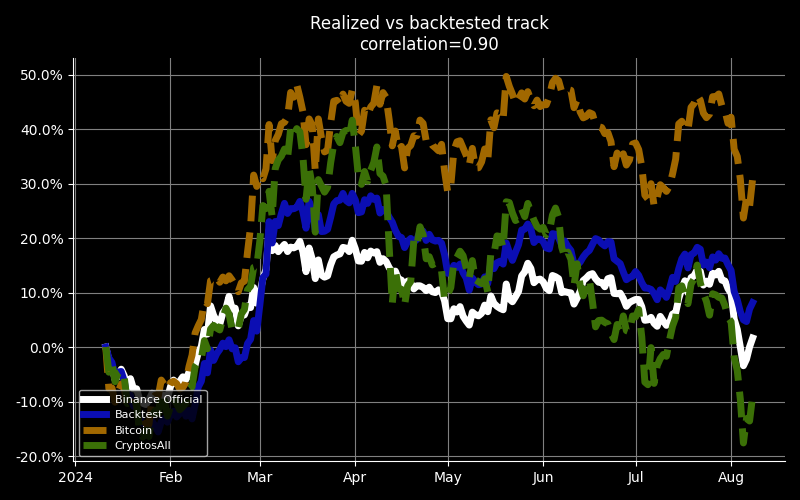 Realized vs backtested track
correlation=0.90
50.0%
40.0%
30.0%
20.0%
10.0%
0.0%
-10.0%
-20.0%
Binance Official
Backtest
Bitcoin
CryptosAll
2024 Feb Mar Apr May Jun Jul Aug